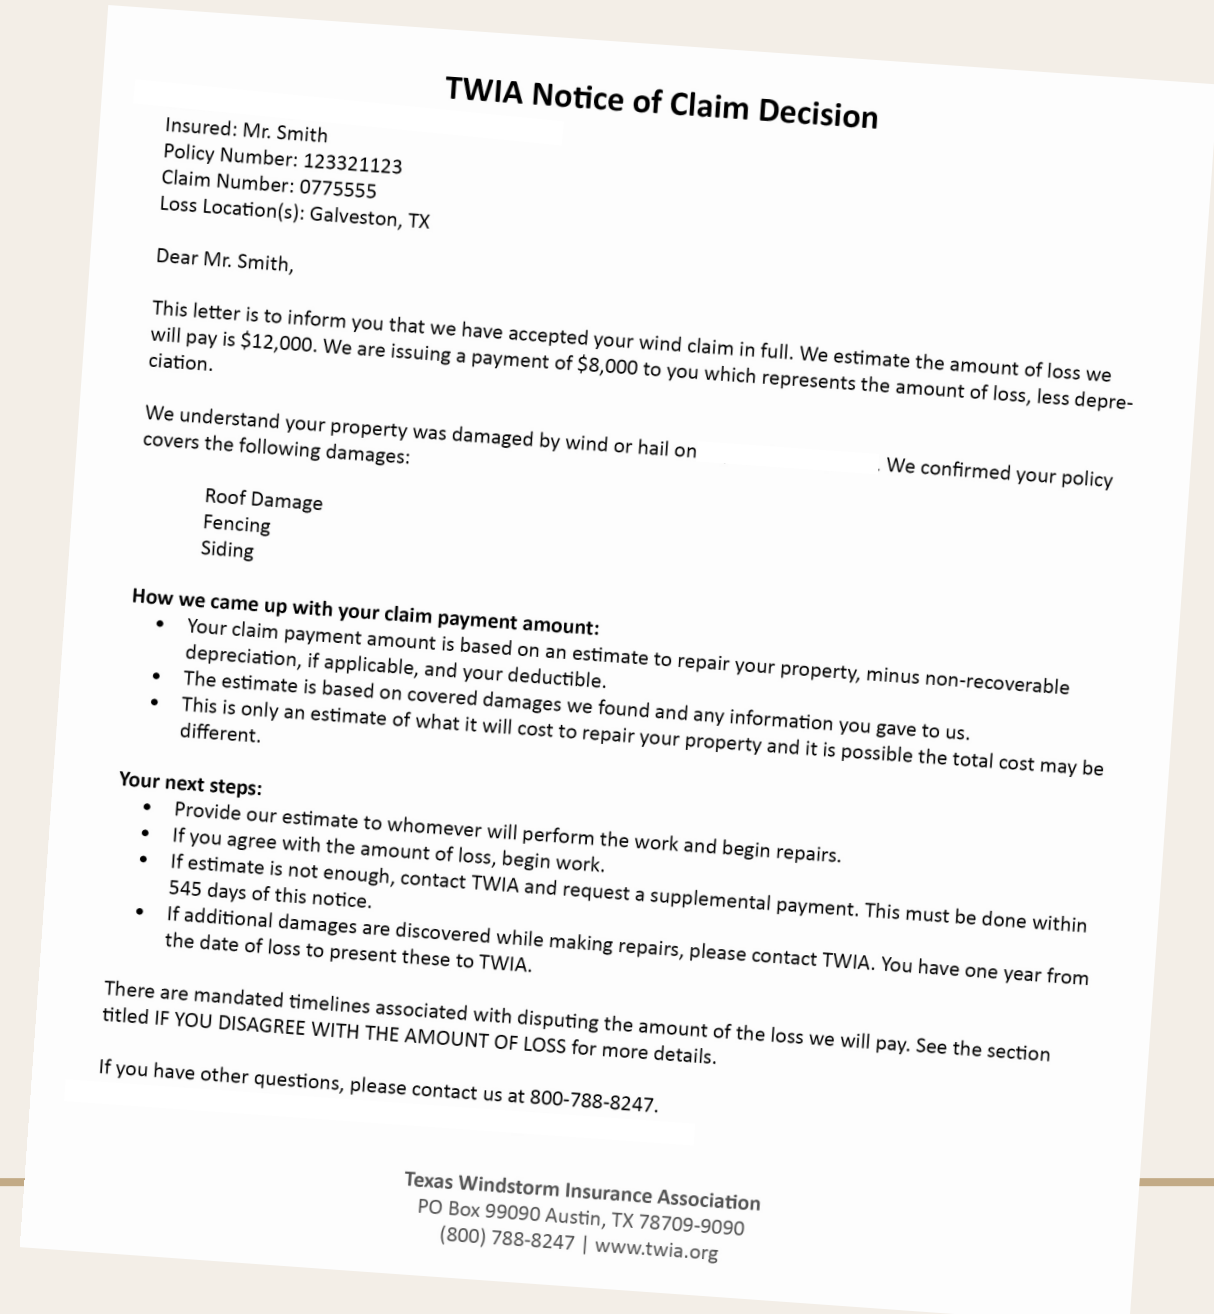 TWIA Notice of Claim Decision
Insured: Mr. Smith
Policy Number: 123321123
Claim Number: 0775555
Loss Location(s): Galveston, TX
Dear Mr. Smith,
This letter is to inform you that we have accepted your wind claim in full. We estimate the amount of loss we
will pay is $12,000. We are issuing a payment of $8,000 to you which represents the amount of loss, less depre-
ciation.
We understand your property was damaged by wind or hail on . We confirmed your policy
covers the following damages:
Roof Damage
Fencing
Siding
How we came up with your claim payment amount:
• Your claim payment amount is based on an estimate to repair your property, minus non-recoverable
depreciation, if applicable, and your deductible.
• The estimate is based on covered damages we found and any information you gave to us.
• This is only an estimate of what it will cost to repair your property and it is possible the total cost may be
different.
Your next steps:
• Provide our estimate to whomever will perform the work and begin repairs.
• If you agree with the amount of loss, begin work.
• If estimate is not enough, contact TWIA and request a supplemental payment. This must be done within
545 days of this notice.
• If additional damages are discovered while making repairs, please contact TWIA. You have one year from
the date of loss to present these to TWIA.
There are mandated timelines associated with disputing the amount of the loss we will pay. See the section
titled IF YOU DISAGREE WITH THE AMOUNT OF LOSS for more details.
If you have other questions, please contact us at 800-788-8247.
Texas Windstorm Insurance Association
PO Box 99090 Austin, TX 78709-9090
(800) 788-8247 | www.twia.org